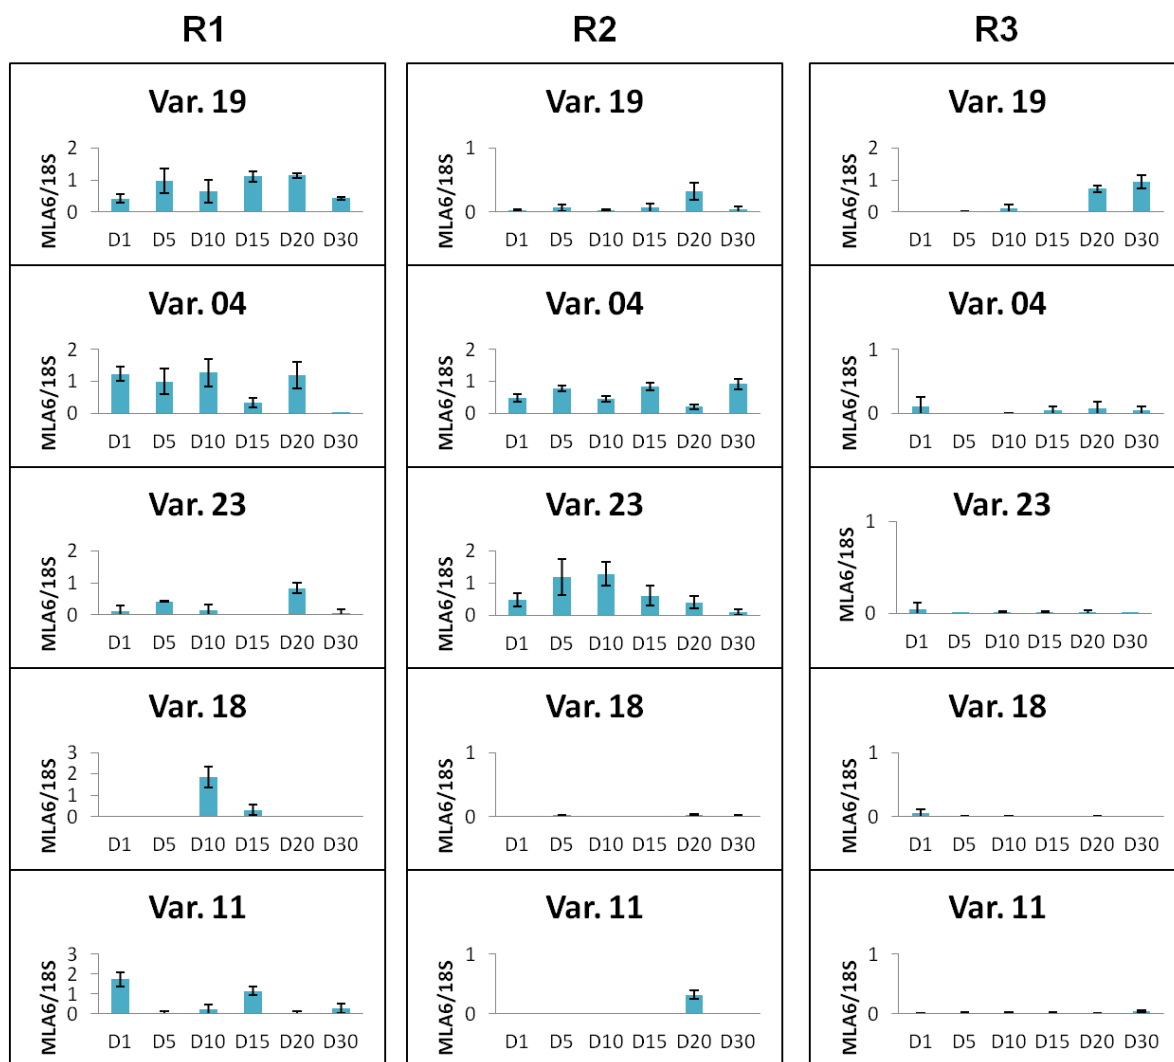 R1 R2 R3
Var. 19 Var. 19 Var. 19
MLA6/18S MLA6/18S MLA6/18S
2 1 2
1 1
0 0 0
D1 D5 D10 D15 D20 D30 D1 D5 D10 D15 D20 D30 D1 D5 D10 D15 D20 D30
Var. 04 Var. 04 Var. 04
MLA6/18S MLA6/18S MLA6/18S
2 2 1
1 1
0 0 0
D1 D5 D10 D15 D20 D30 D1 D5 D10 D15 D20 D30 D1 D5 D10 D15 D20 D30
Var. 23 Var. 23 Var. 23
MLA6/18S MLA6/18S MLA6/18S
2 2 1
1 1
0 0 0
D1 D5 D10 D15 D20 D30 D1 D5 D10 D15 D20 D30 D1 D5 D10 D15 D20 D30
Var. 18 Var. 18 Var. 18
MLA6/18S MLA6/18S MLA6/18S
3 1 1
2
1
0 0 0
D1 D5 D10 D15 D20 D30 D1 D5 D10 D15 D20 D30 D1 D5 D10 D15 D20 D30
Var. 11 Var. 11 Var. 11
MLA6/18S MLA6/18S MLA6/18S
3 1 1
2
1
0 0 0
D1 D5 D10 D15 D20 D30 D1 D5 D10 D15 D20 D30 D1 D5 D10 D15 D20 D30